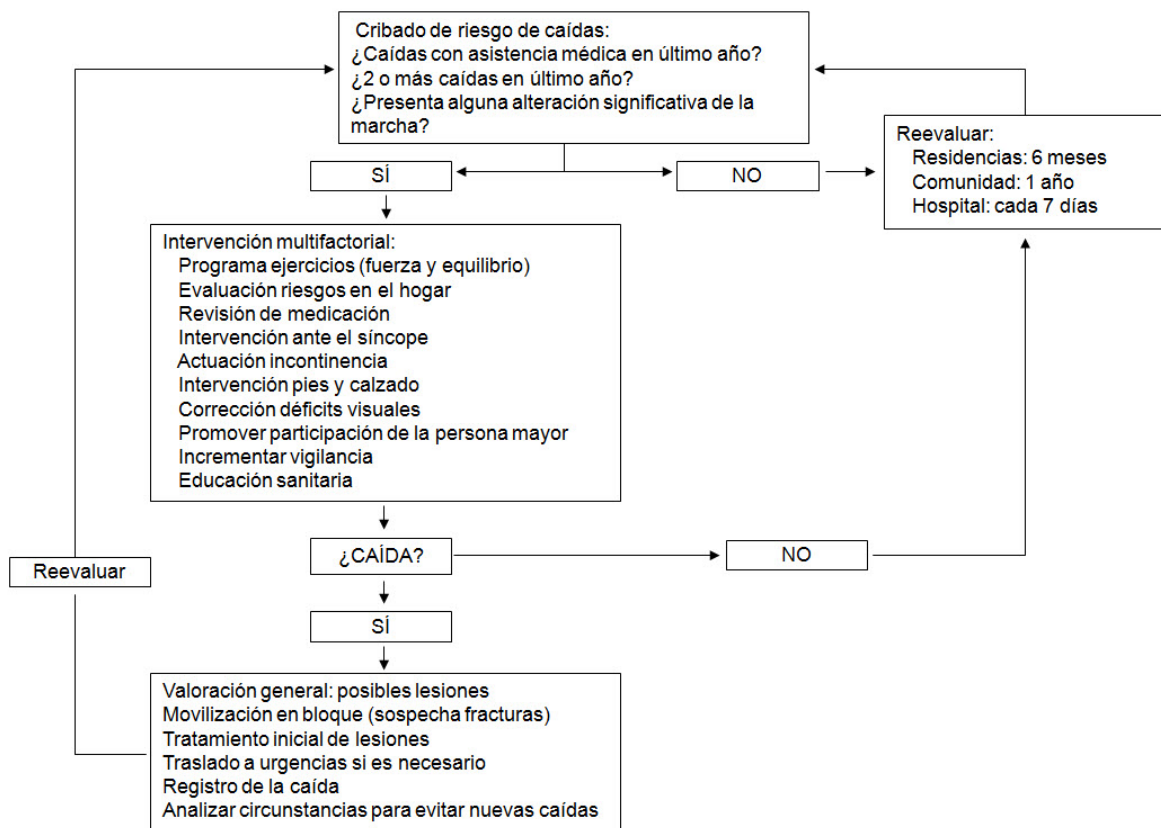 Cribado de riesgo de caídas:
¿Caídas con asistencia médica en último año?
¿2 o más caídas en último año?
¿Presenta alguna alteración significativa de la
marcha?
SÍ
NO
Reevaluar:
Residencias: 6 meses
Comunidad: 1 año
Hospital: cada 7 días
Intervención multifactorial:
Programa ejercicios (fuerza y equilibrio)
Evaluación riesgos en el hogar
Revisión de medicación
Intervención ante el síncope
Actuación incontinencia
Intervención pies y calzado
Corrección déficits visuales
Promover participación de la persona mayor
Incrementar vigilancia
Educación sanitaria
¿CAÍDA?
NO
Reevaluar
SÍ
Valoración general: posibles lesiones
Movilización en bloque (sospecha fracturas)
Tratamiento inicial de lesiones
Traslado a urgencias si es necesario
Registro de la caída
Analizar circunstancias para evitar nuevas caídas